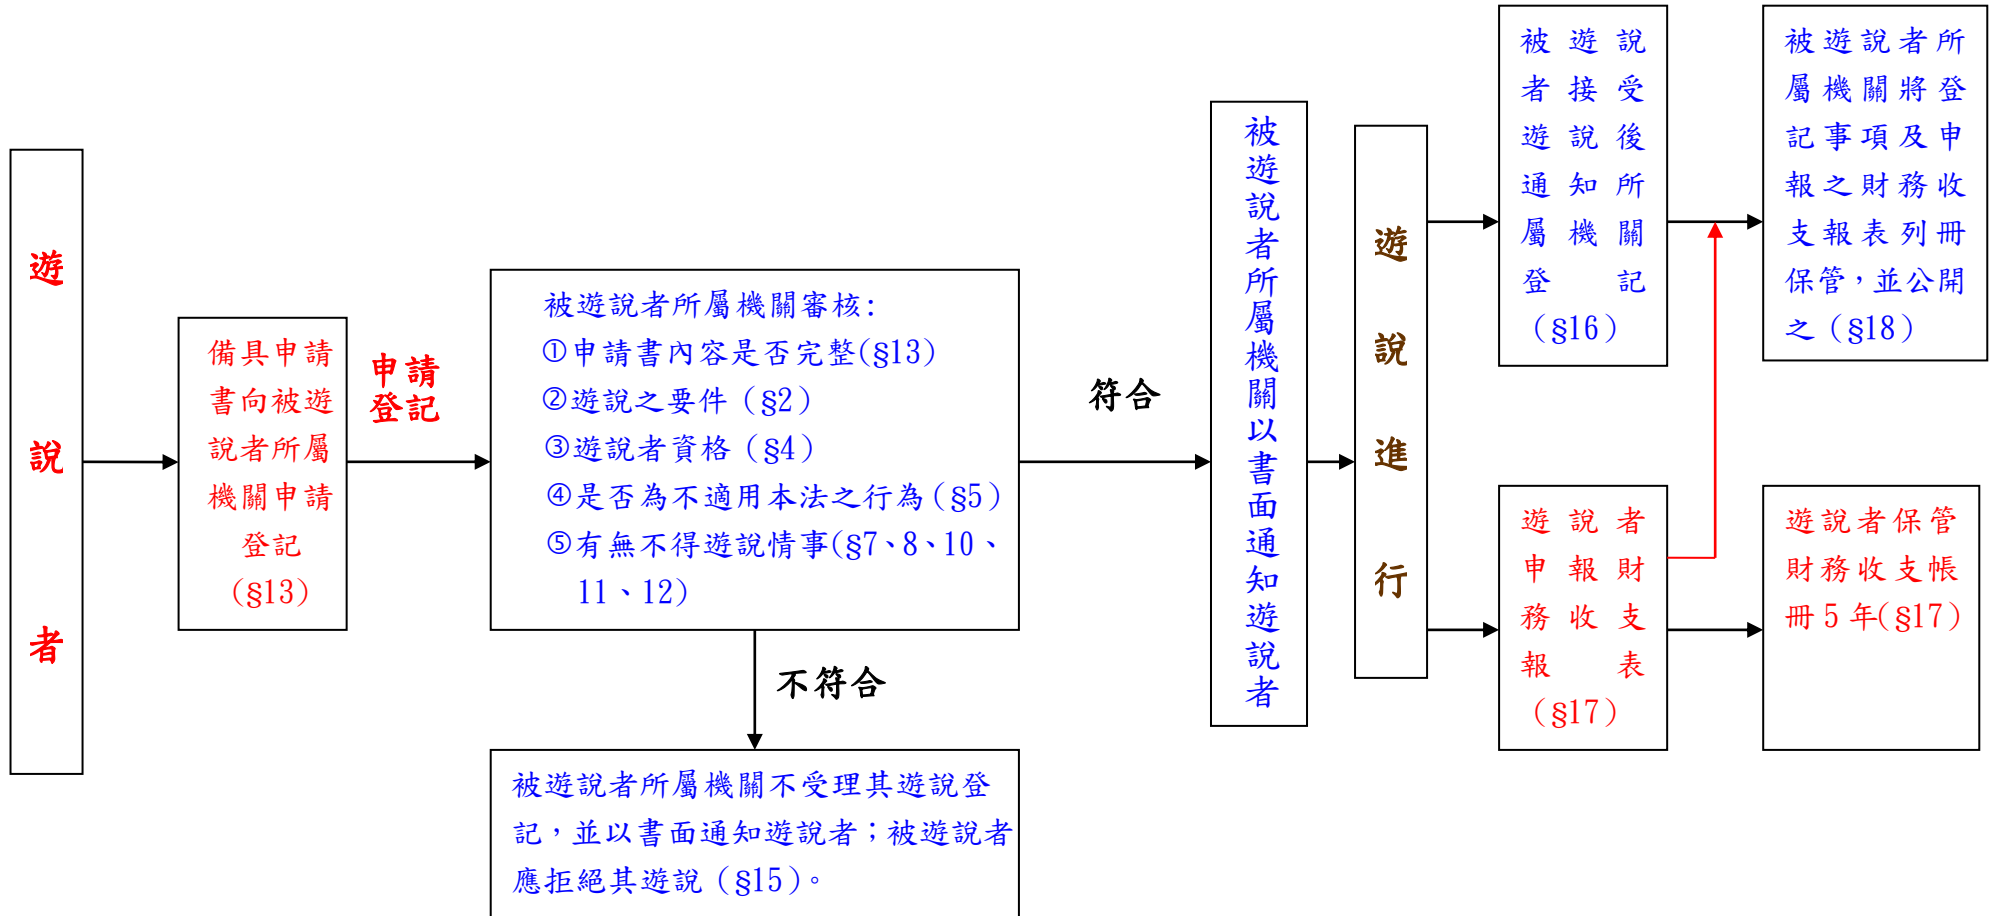 遊說者
備具申請
書向被遊
說者所屬
機關申請
登記
(§13)
申請
登記
被遊說者所屬機關審核:
①申請書內容是否完整(§13)
②遊說之要件(§2)
③遊說者資格(§4)
④是否為不適用本法之行為(§5)
⑤有無不得遊說情事(§7、8、10、
11、12)
不符合
被遊說者所屬機關不受理其遊說登
記，並以書面通知遊說者；被遊說者
應拒絕其遊說(§15)。
符合
被遊說者所屬機關以書面通知遊說者
遊說進行
被遊說
者接受
遊說後
通知所
屬機關
登記
(§16)
被遊說者所
屬機關將登
記事項及申
報之財務收
支報表列冊
保管，並公開
之(§18)
遊說者
申報財
務收支
報表
(§17)
遊說者保管
財務收支帳
冊5年(§17)